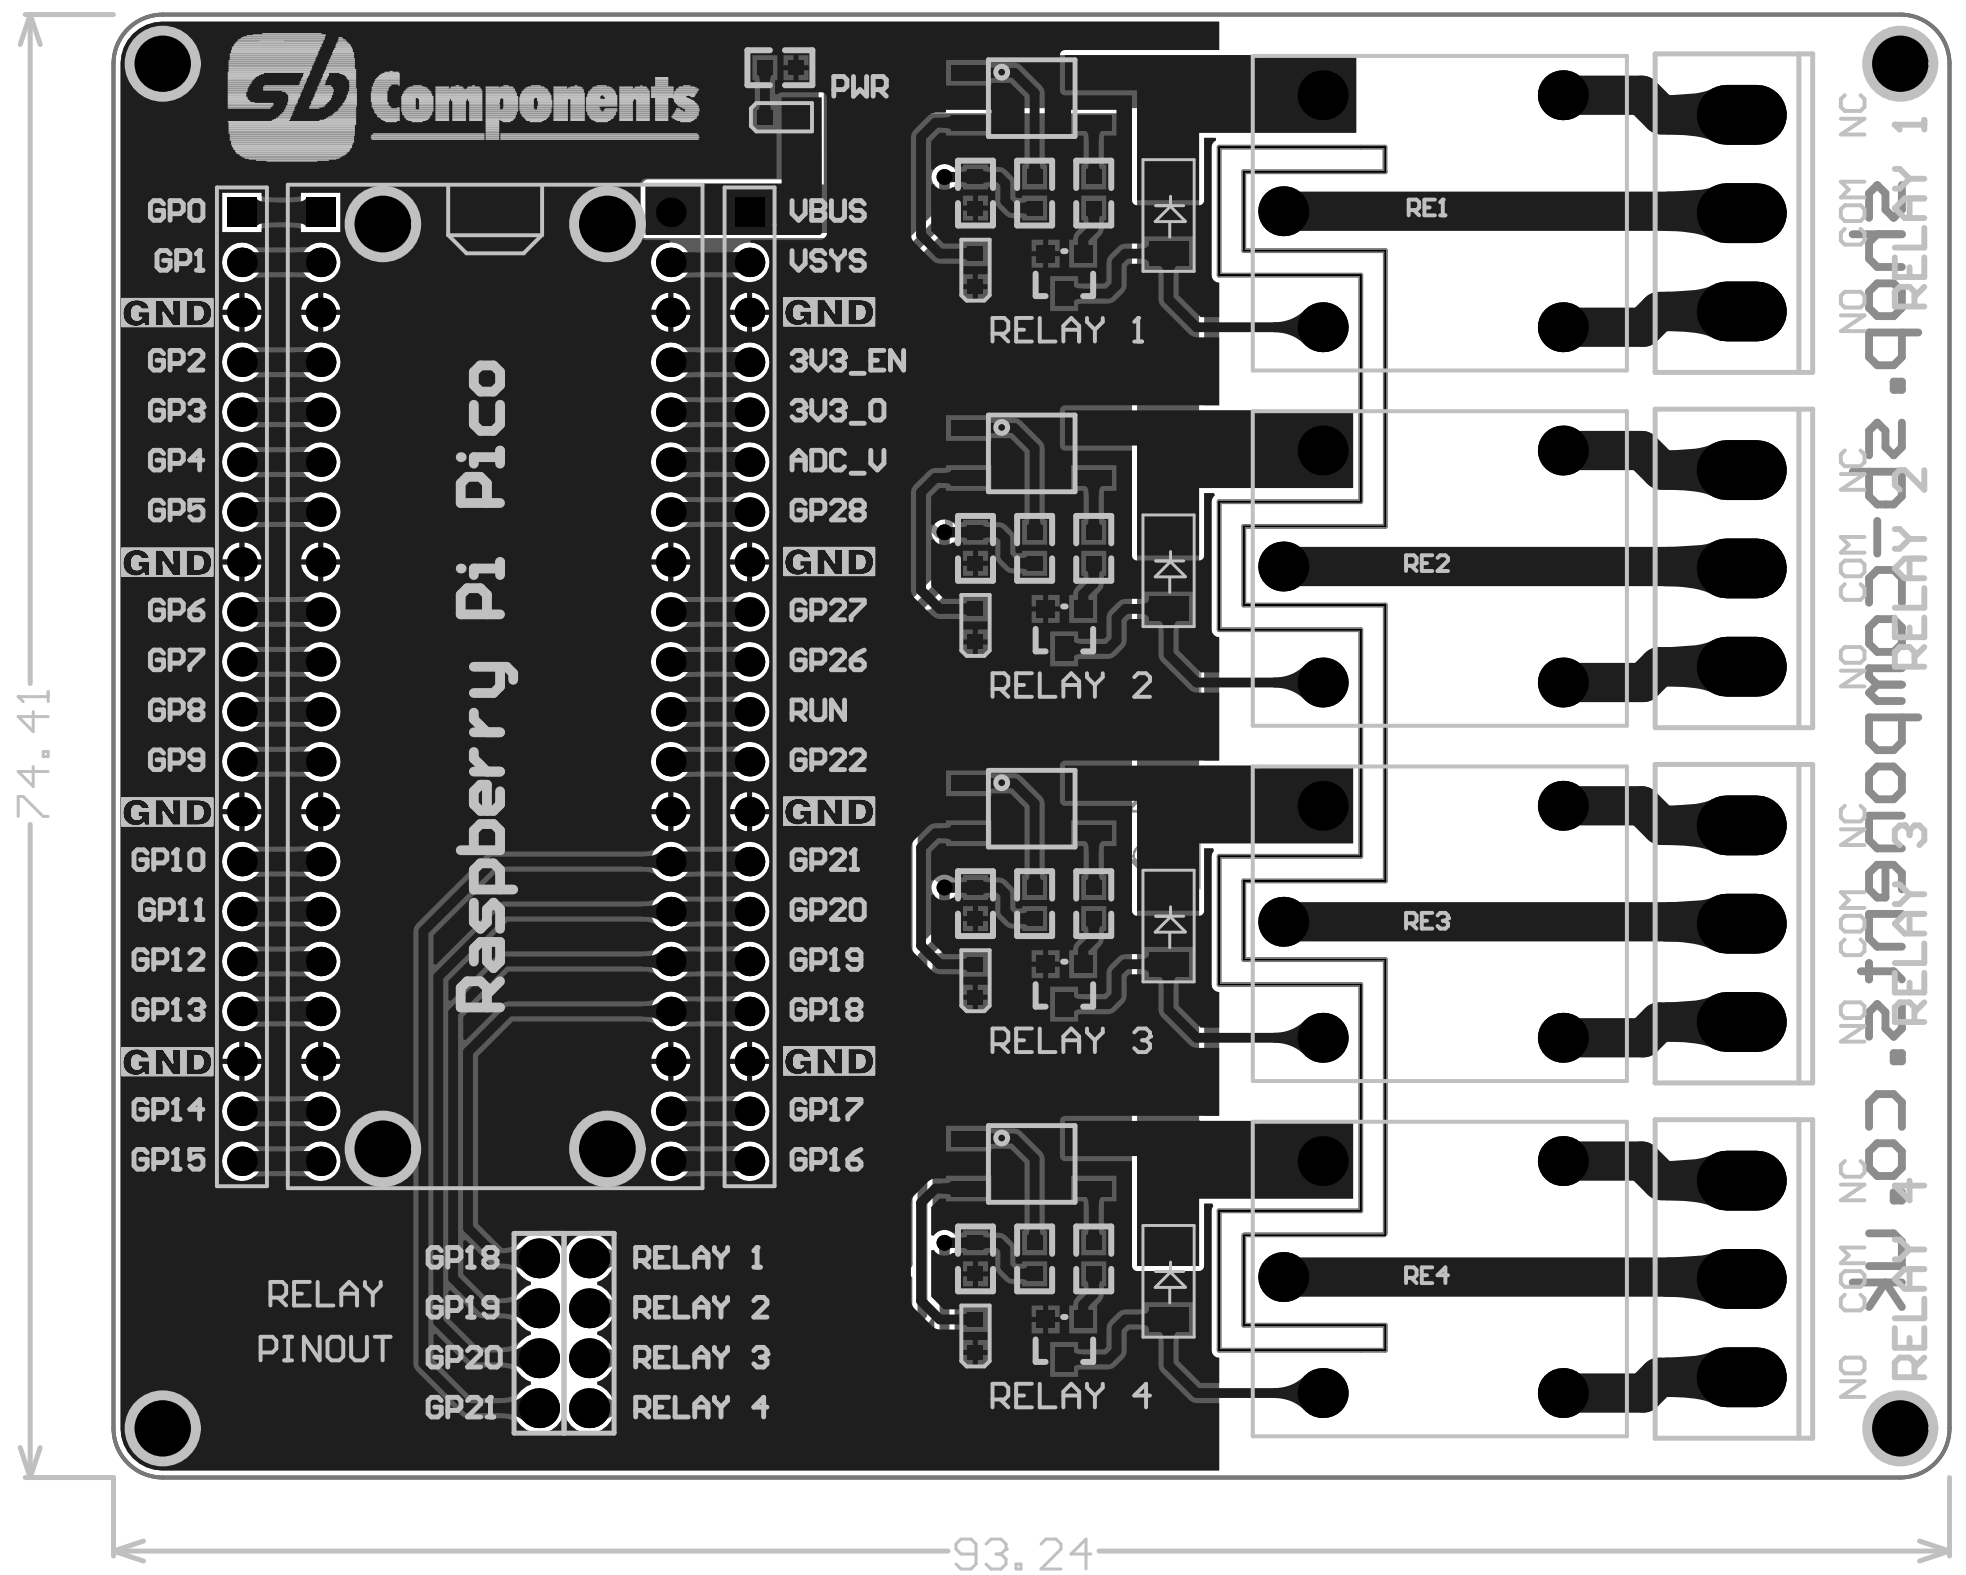 sb Components
PWR
GP0
GP1
GND
GP2
GP3
GP4
GP5
GND
GP6
GP7
GP8
GP9
GND
GP10
GP11
GP12
GP13
GND
GP14
GP15
Raspberry Pi Pico
VBUS
VSYS
GND
3V3_EN
3V3_O
ADC_V
GP28
GND
GP27
GP26
RUN
GP22
GND
GP21
GP20
GP19
GP18
GND
GP17
GP16
RELAY
PINOUT
GP18 RELAY 1
GP19 RELAY 2
GP20 RELAY 3
GP21 RELAY 4
RELAY 1
RELAY 2
RELAY 3
RELAY 4
RE1
RE2
RE3
RE4
NO COM NC
RELAY 1
NO COM NC
RELAY 2
NO COM NC
RELAY 3
NO COM NC
RELAY 4
shop.sb-components.co.uk
74.41
93.24